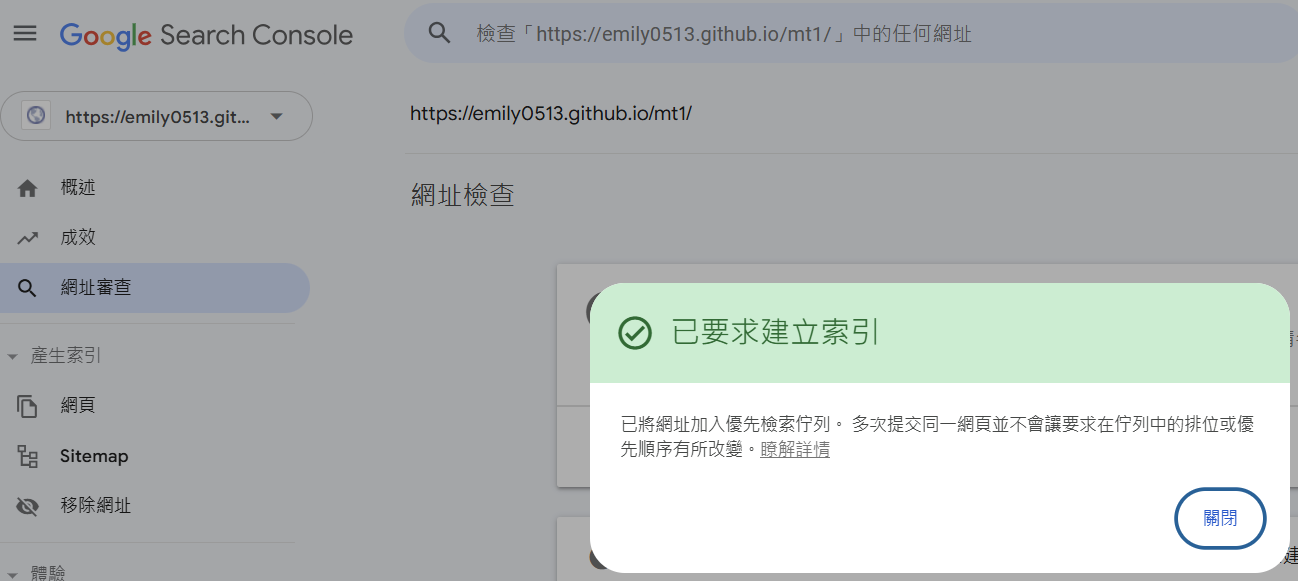 Google Search Console
檢查「https://emily0513.github.io/mt1/」中的任何網址
https://emily0513.git...
https://emily0513.github.io/mt1/
概述
網址檢查
成效
網址審查
已要求建立索引
產生索引
網頁
已將網址加入優先檢索佇列。 多次提交同一網頁並不會讓要求在佇列中的排位或優
先順序有所改變。瞭解詳情
Sitemap
移除網址
關閉
體驗
建